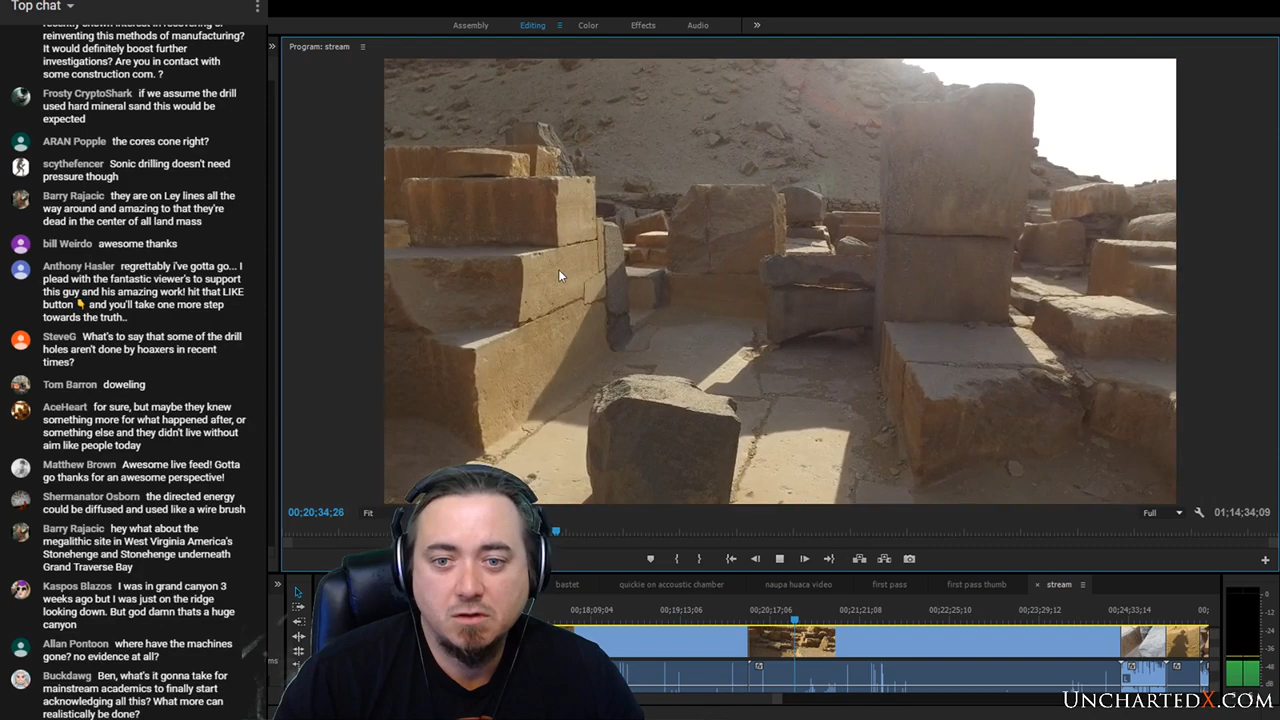 Top chat
recently shown interest in recovering or
reinventing this methods of manufacturing?
It would definitely boost further
investigations? Are you in contact with
some construction corn. ?
Frosty CryptoShark if we assume the drill
used hard mineral sand this would be
expected
ARAN Popple the cores cone right?
scythefencer Sonic drilling doesn't need
pressure though
Barry Rajacic they are on Ley lines all the
way around and amazing to that they're
dead in the center of all land mass
bill Weirdo awesome thanks
Anthony Hasler regrettably i've gotta go... I
plead with the fantastic viewer's to support
this guy and his amazing work! hit that LIKE
button 👇 and you'll take one more step
towards the truth..
SteveG What's to say that some of the drill
holes aren't done by hoaxers in recent
times?
Tom Barron doweling
AceHeart for sure, but maybe they knew
something more for what happened after, or
something else and they didn't live without
aim like people today
Matthew Brown Awesome live feed! Gotta
go thanks for an awesome perspective!
Shermanator Osborn the directed energy
could be diffused and used like a wire brush
Barry Rajacic hey what about the
megalithic site in West Virginia America's
Stonehenge and Stonehenge underneath
Grand Traverse Bay
Kaspos Blazos I was in grand canyon 3
weeks ago but I was just on the ridge
looking down. But god damn thats a huge
canyon
Allan Pontoon where have the machines
gone? no evidence at all?
Buckdawg Ben, what's it gonna take for
mainstream academics to finally start
acknowledging all this? What more can
realistically be done?
Assembly Editing Color Effects Audio
Program: stream
00;20;34;26 Fit Full 01;14;34;09
bastet quickie on accoustic chamber naupa huaca video first pass first pass thumb × stream
00;18;09;04 00;19;13;06 00;20;17;06 00;21;21;08 00;22;25;10 00;23;29;12 00;24;33;14 00;
0
-12
-24
-36
-48
UnchartedX.com